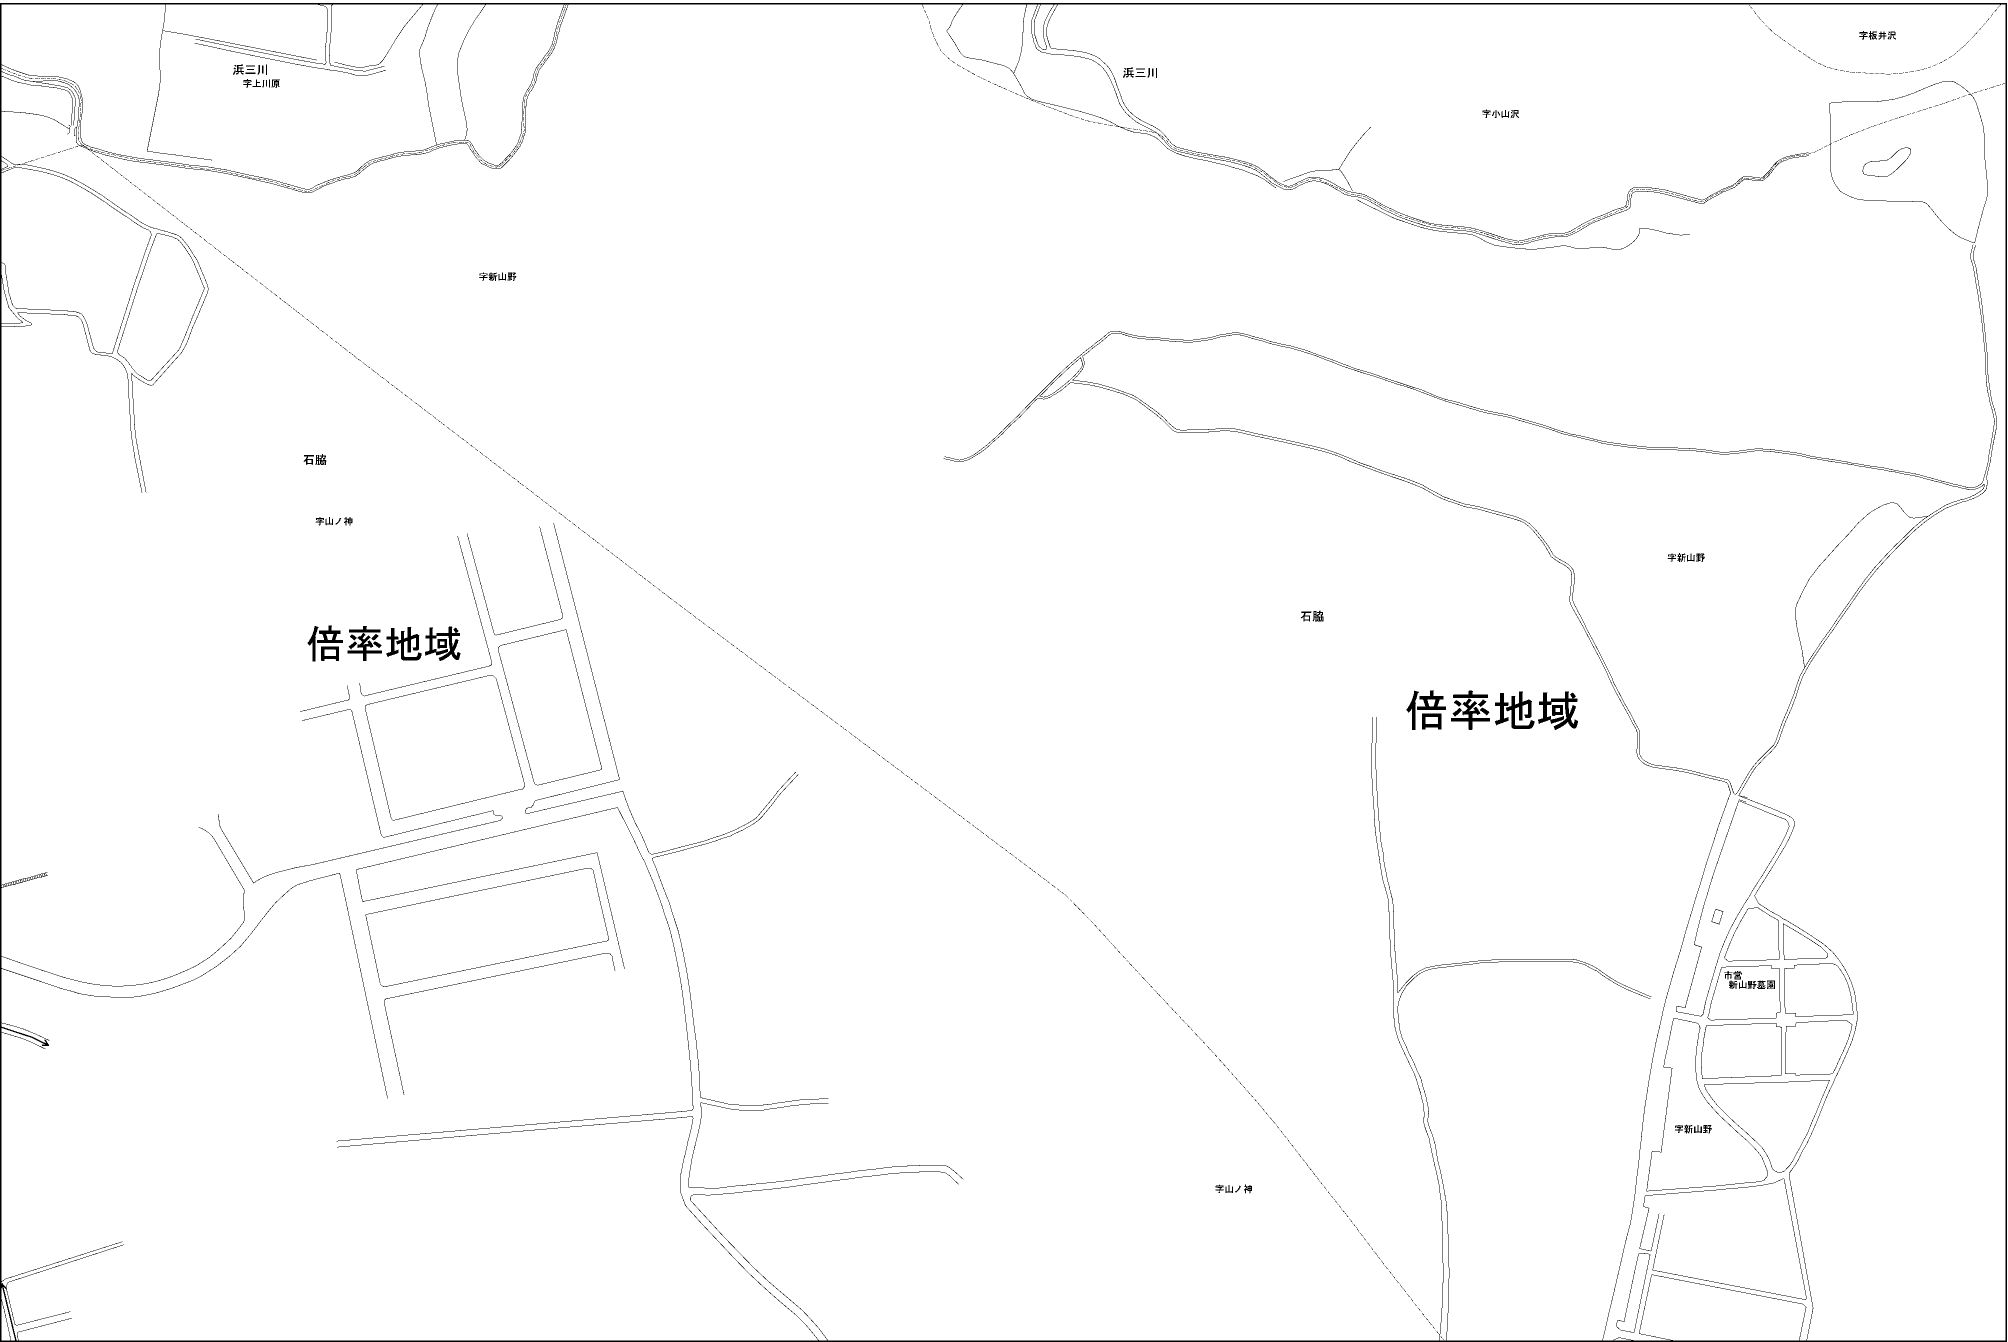 字板井沢
浜三川
字上川原
浜三川
字小山沢
字新山野
石脇
字山ノ神
字新山野
石脇
倍率地域
倍率地域
市営
新山野墓園
字新山野
字山ノ神